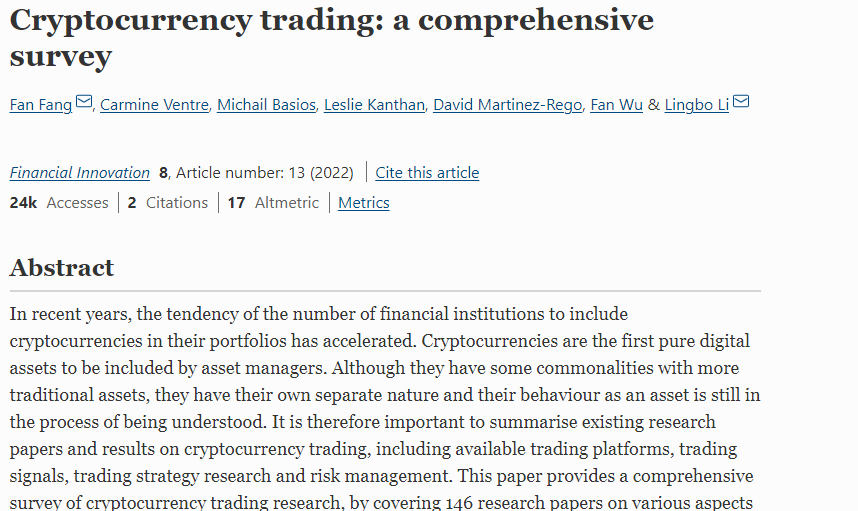 Cryptocurrency trading: a comprehensive
survey
Fan Fang, Carmine Ventre, Michail Basios, Leslie Kanthan, David Martinez-Rego, Fan Wu & Lingbo Li
Financial Innovation 8, Article number: 13 (2022) Cite this article
24k Accesses 2 Citations 17 Altmetric Metrics
Abstract
In recent years, the tendency of the number of financial institutions to include
cryptocurrencies in their portfolios has accelerated. Cryptocurrencies are the first pure digital
assets to be included by asset managers. Although they have some commonalities with more
traditional assets, they have their own separate nature and their behaviour as an asset is still in
the process of being understood. It is therefore important to summarise existing research
papers and results on cryptocurrency trading, including available trading platforms, trading
signals, trading strategy research and risk management. This paper provides a comprehensive
survey of cryptocurrency trading research, by covering 146 research papers on various aspects